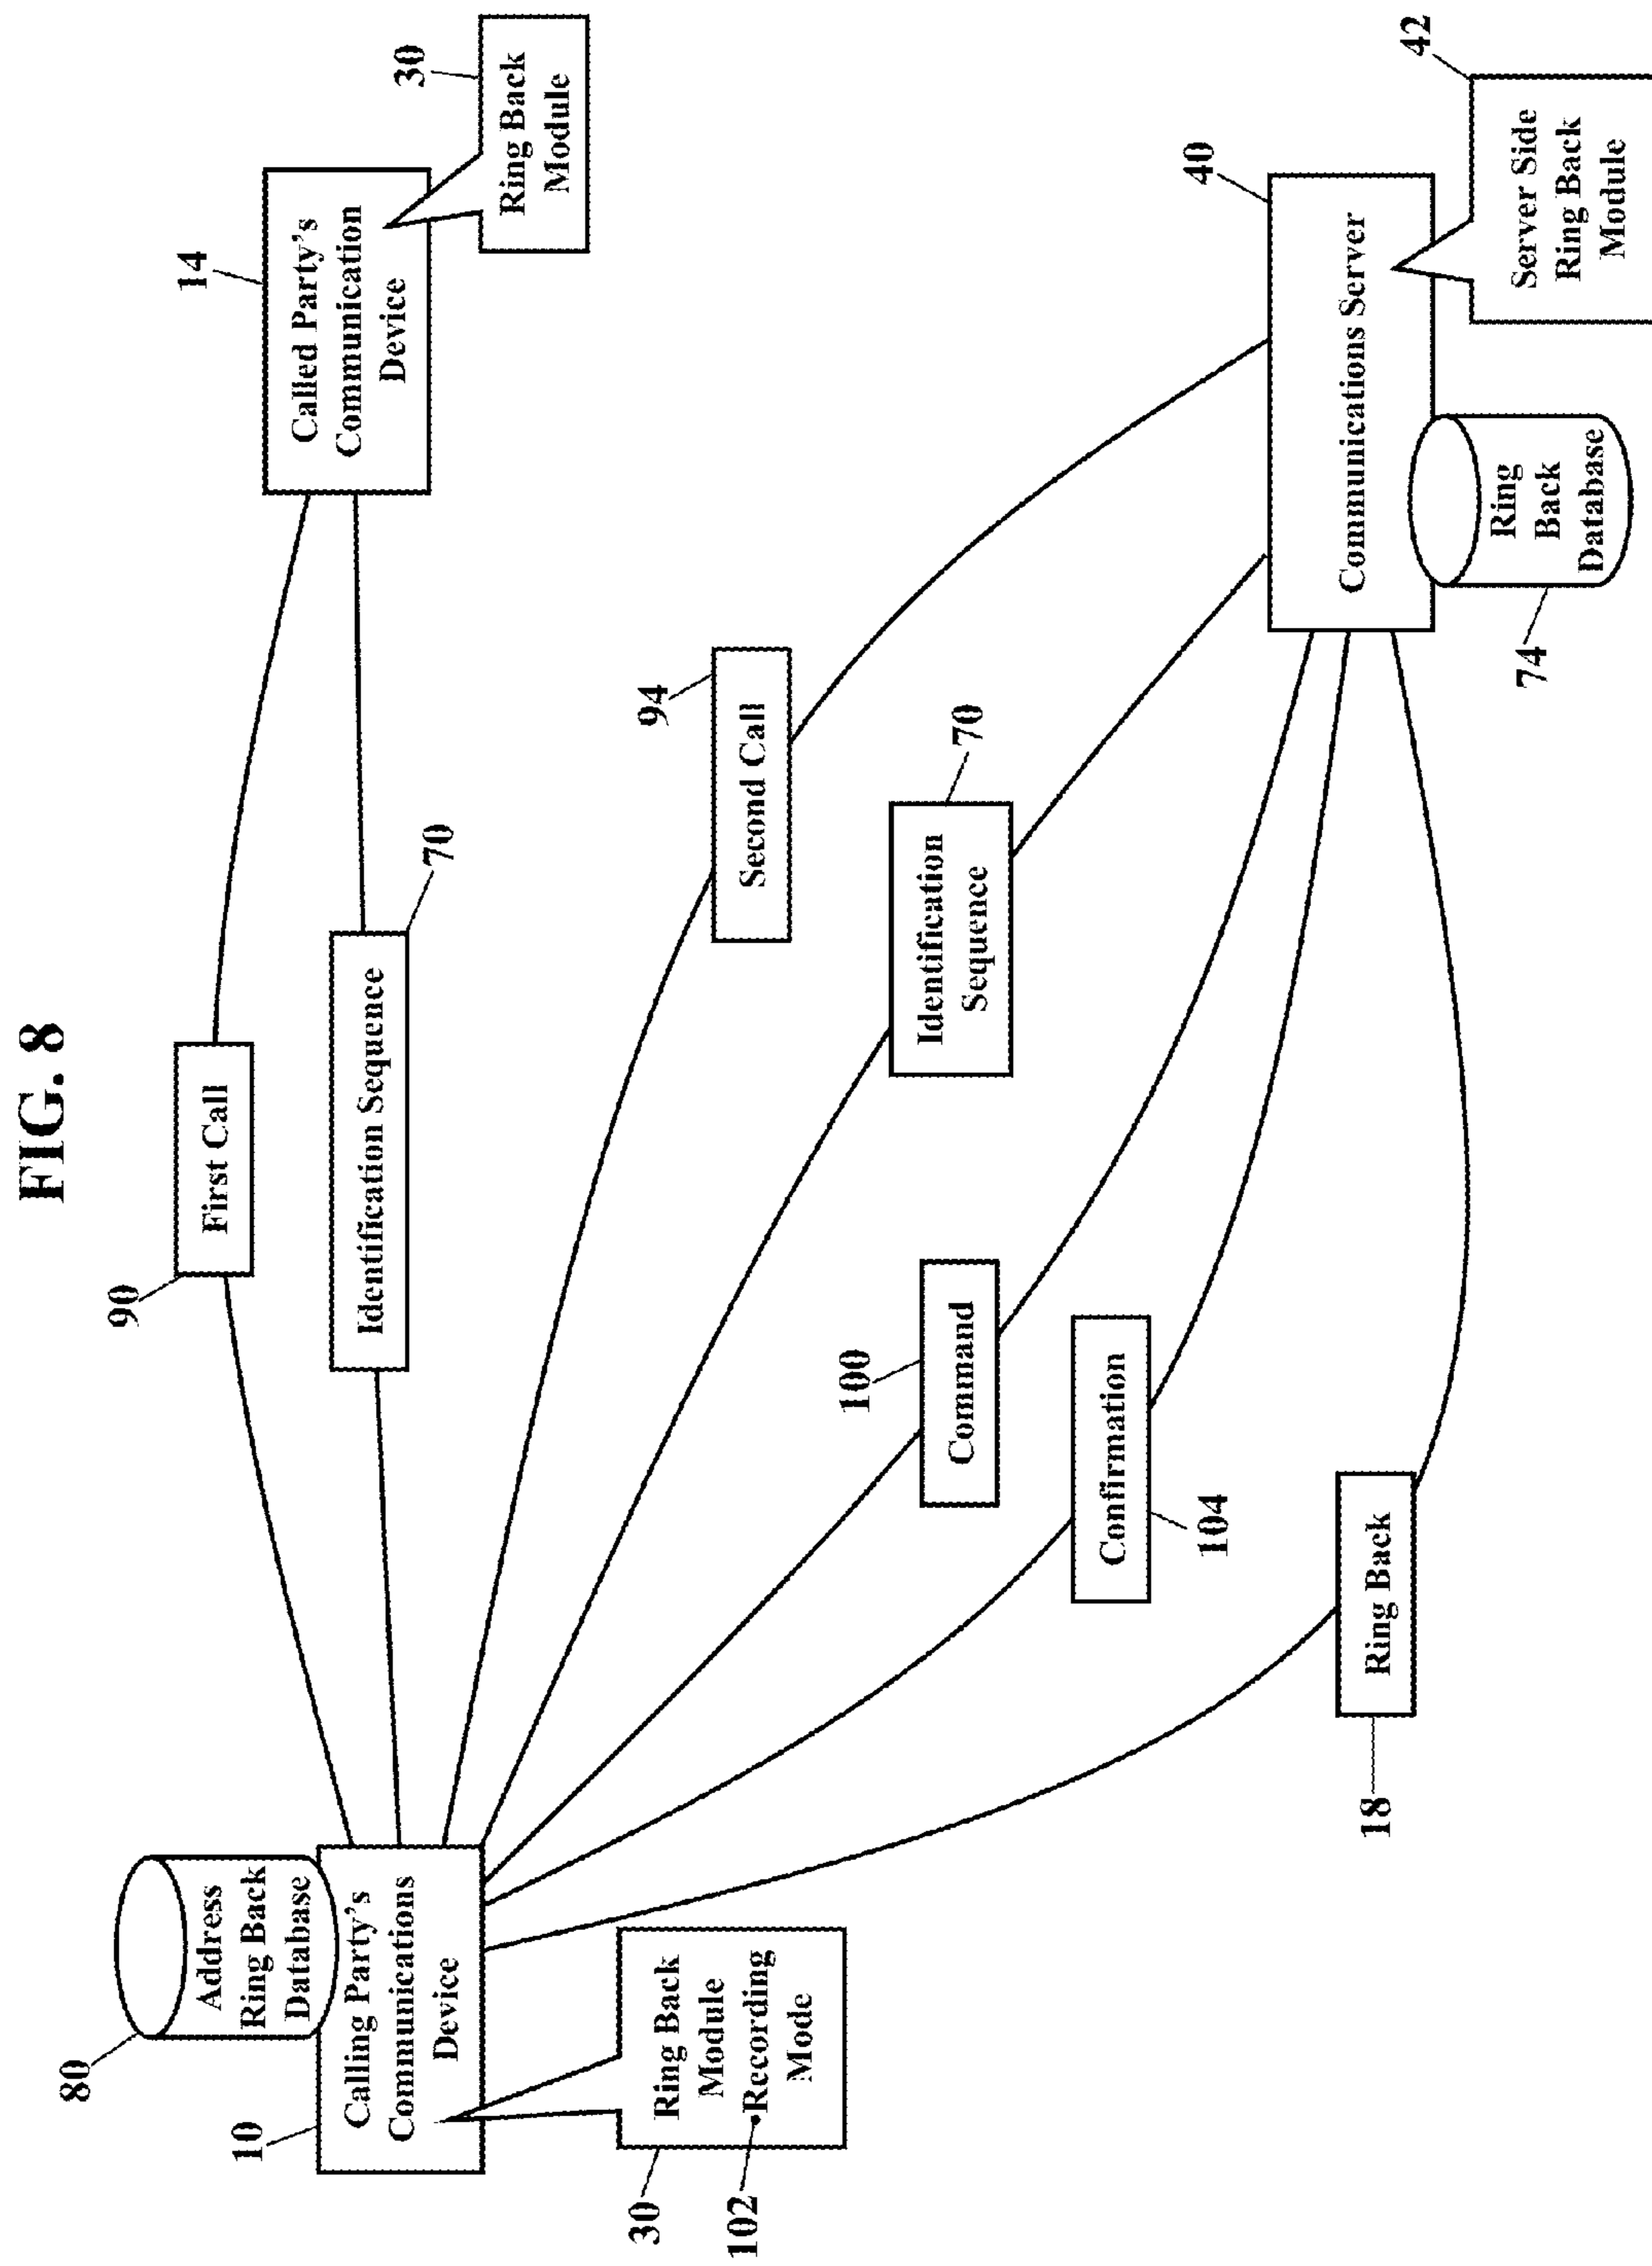 FIG. 8
80
Address
Ring Back
Database
10
Calling Party's
Communications
Device
30
102
Ring Back
Module
•Recording
Mode
90
First Call
Identification Sequence
70
14
Called Party's
Communication
Device
30
Ring Back
Module
94
Second Call
70
Identification
Sequence
100
Command
Confirmation
104
Ring Back
18
40
Communications Server
42
Server Side
Ring Back
Module
74
Ring
Back
Database